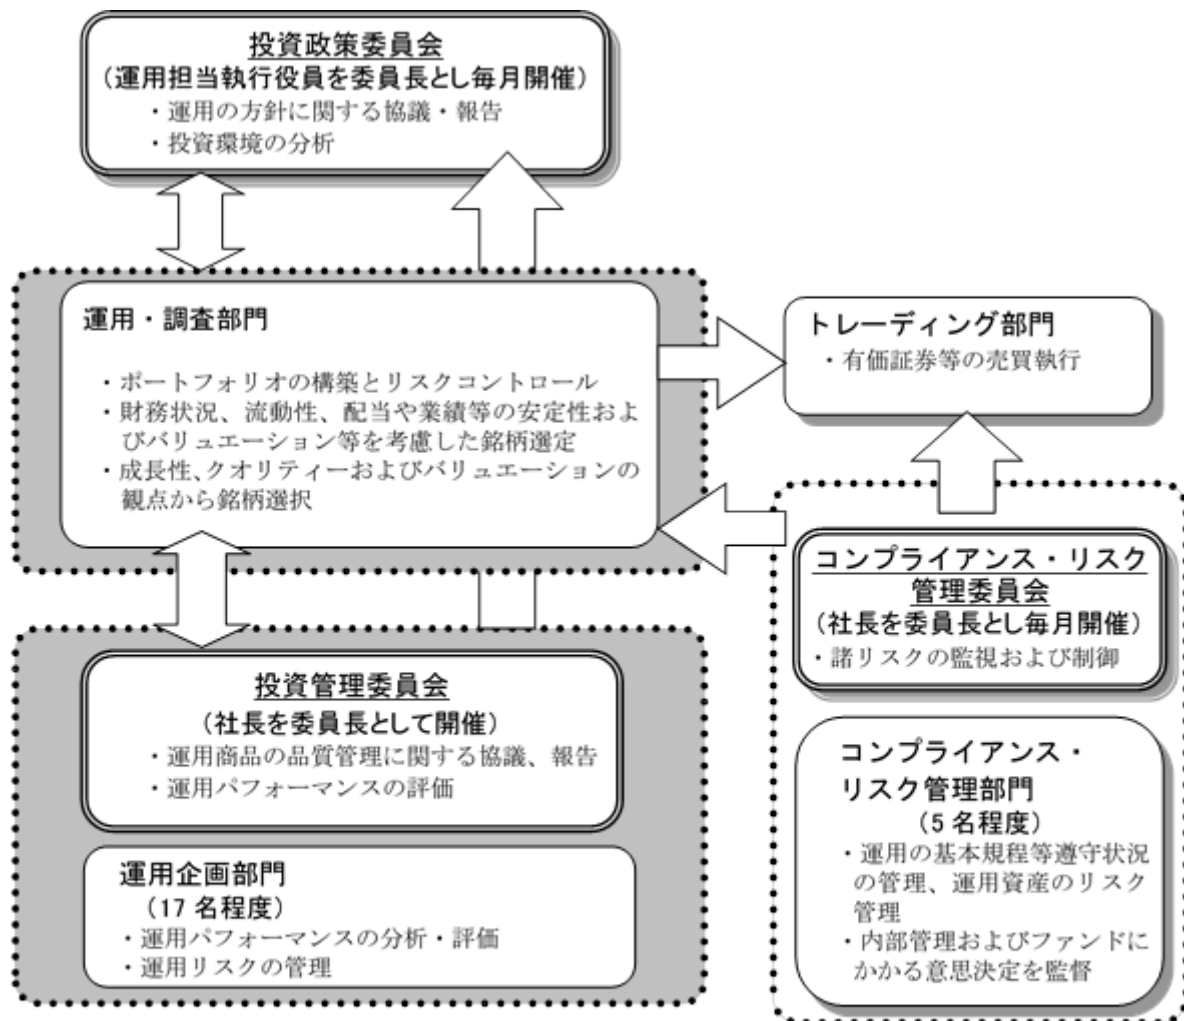 投資政策委員会
(運用担当執行役員を委員長とし毎月開催)
・運用の方針に関する協議・報告
・投資環境の分析
運用・調査部門
・ポートフォリオの構築とリスクコントロール
・財務状況、流動性、配当や業績等の安定性およ
びバリュエーション等を考慮した銘柄選定
・成長性、クオリティーおよびバリュエーションの
観点から銘柄選択
トレーディング部門
・有価証券等の売買執行
コンプライアンス・リスク
管理委員会
(社長を委員長とし毎月開催)
・諸リスクの監視および制御
投資管理委員会
(社長を委員長として開催)
・運用商品の品質管理に関する協議、報告
・運用パフォーマンスの評価
運用企画部門
(17 名程度)
・運用パフォーマンスの分析・評価
・運用リスクの管理
コンプライアンス・
リスク管理部門
(5 名程度)
・運用の基本規程等遵守状況
の管理、運用資産のリスク
管理
・内部管理およびファンドに
かかる意思決定を監督